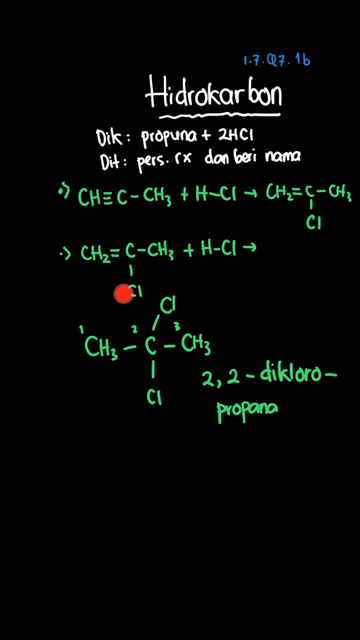 1.7.Q7.1b
Hidrokarbon
Dik: propuna + 2HCl
Dit: pers. rx dan beri nama
•) CH≡C-CH₃ + H-Cl → CH₂=C-CH₃
Cl
•) CH₂=C-CH₃ + H-Cl →
Cl
Cl
1 2 3
CH₃-C-CH₃
Cl
2,2-dikloro-
propana